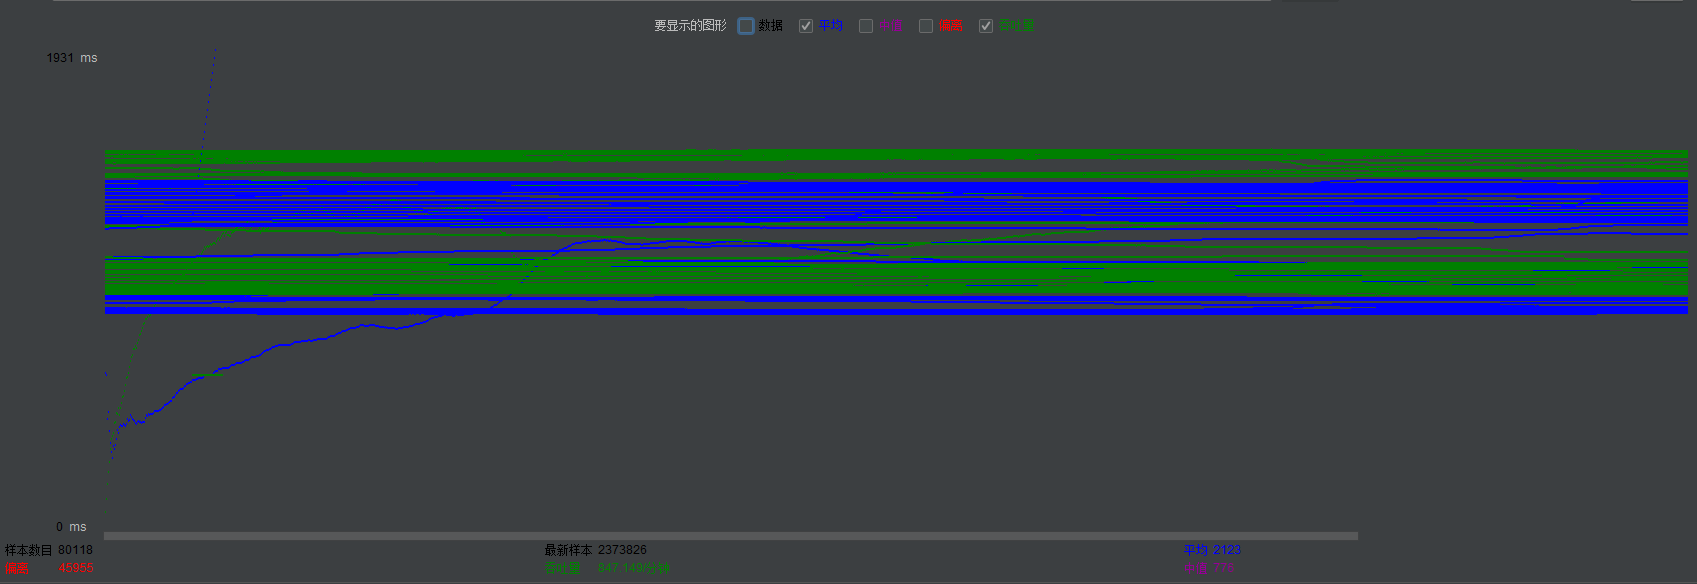 要显示的图形 数据 平均 中值 偏离 吞吐量
1931 ms
0 ms
样本数目 80118 最新样本 2373826 平均 2123
偏离 45955 吞吐量 847.149/分钟